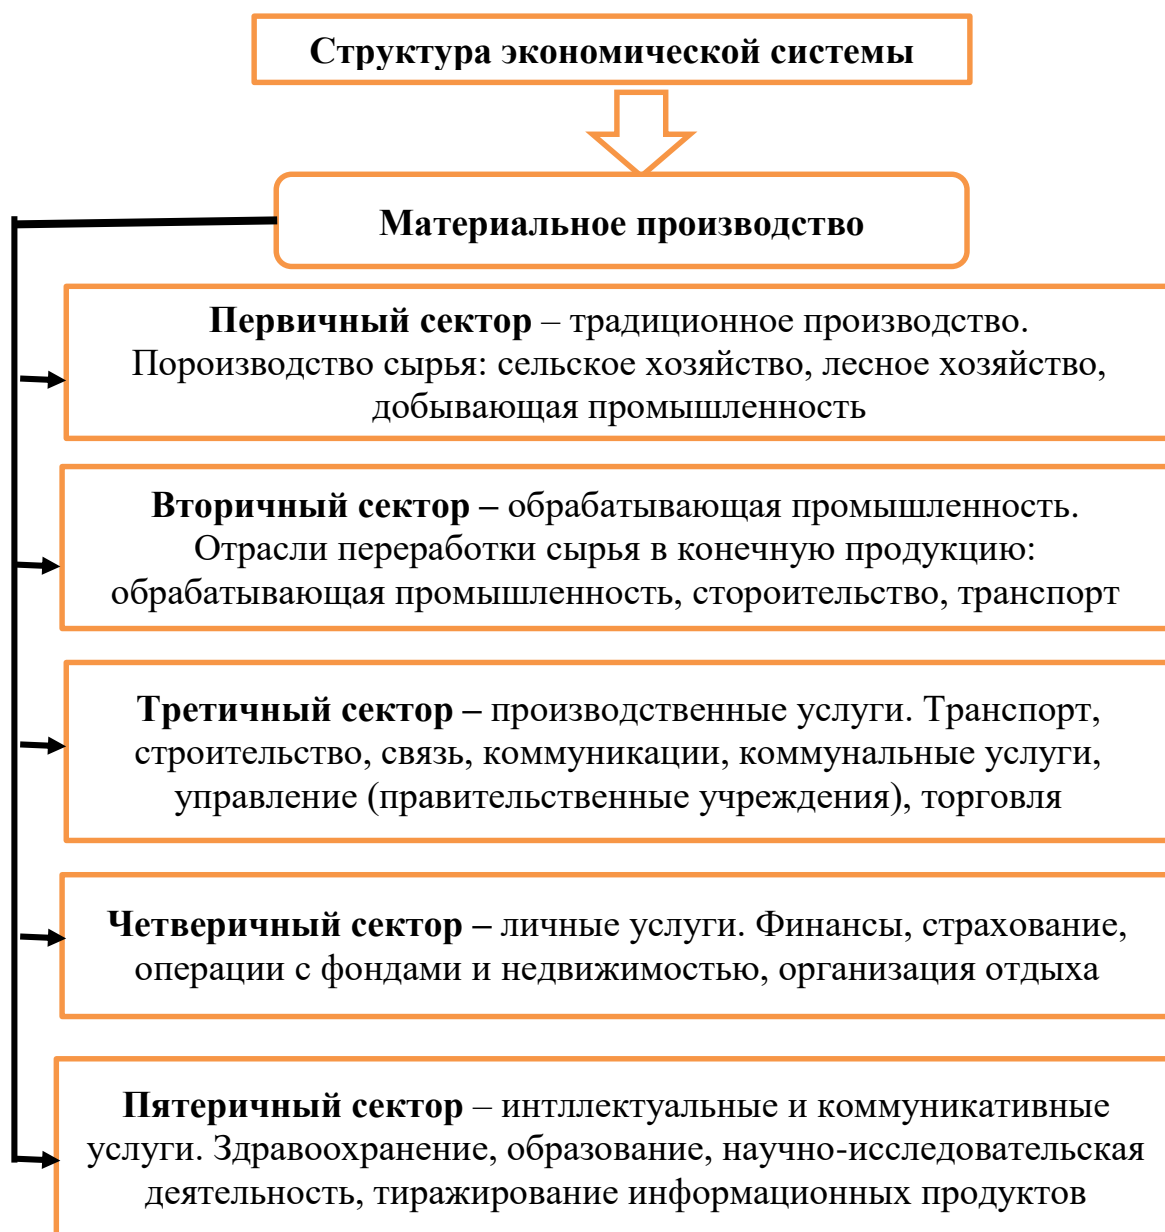 Структура экономической системы
Материальное производство
Первичный сектор – традиционное производство.
Пороизводство сырья: сельское хозяйство, лесное хозяйство,
добывающая промышленность
Вторичный сектор – обрабатывающая промышленность.
Отрасли переработки сырья в конечную продукцию:
обрабатывающая промышленность, стороительство, транспорт
Третичный сектор – производственные услуги. Транспорт,
строительство, связь, коммуникации, коммунальные услуги,
управление (правительственные учреждения), торговля
Четверичный сектор – личные услуги. Финансы, страхование,
операции с фондами и недвижимостью, организация отдыха
Пятеричный сектор – интллектуальные и коммуникативные
услуги. Здравоохранение, образование, научно-исследовательская
деятельность, тиражирование информационных продуктов